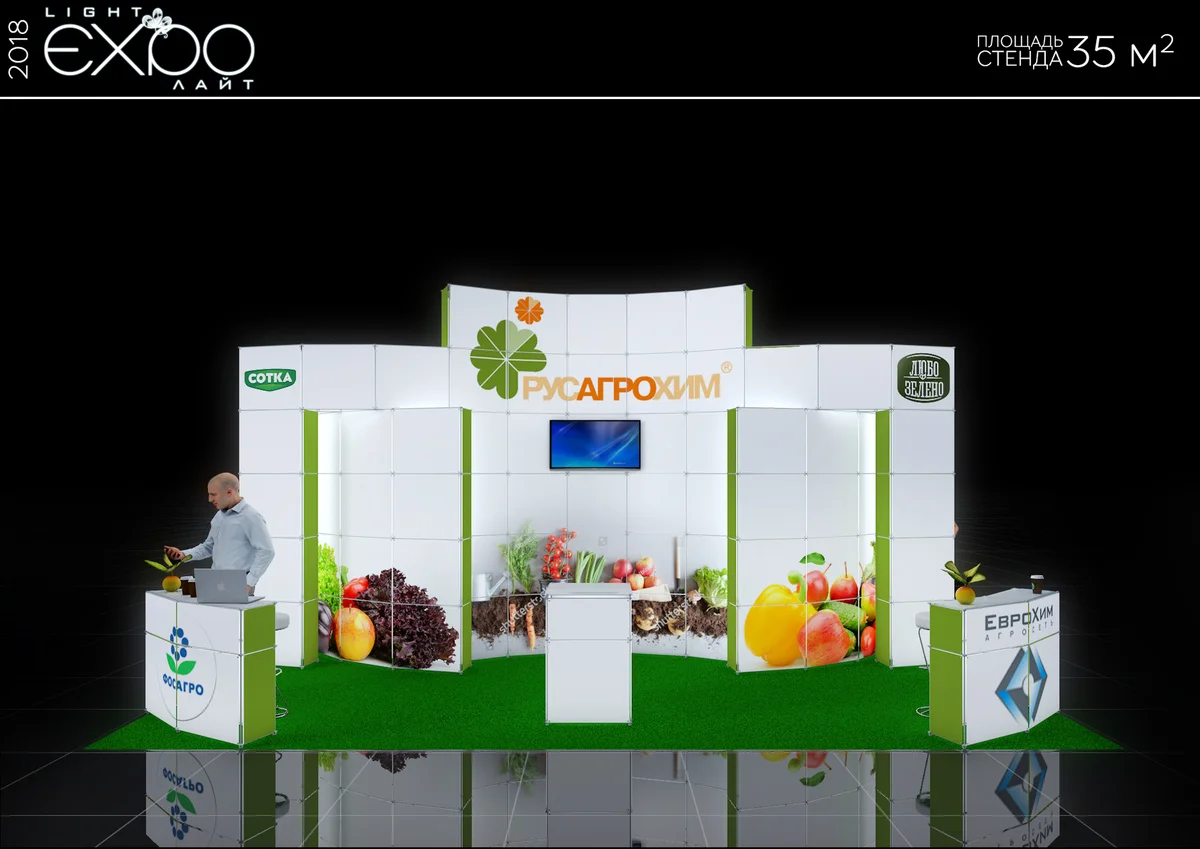 2018
LIGHT
EXPO
ЛАЙТ
ПЛОЩАДЬ
СТЕНДА 35 м²
РУСАГРОХИМ®
СОТКА
ЛЮБО
ЗЕЛЕНО
ФОСАГРО
ЕВРОХИМ
АГРОСЕТЬ